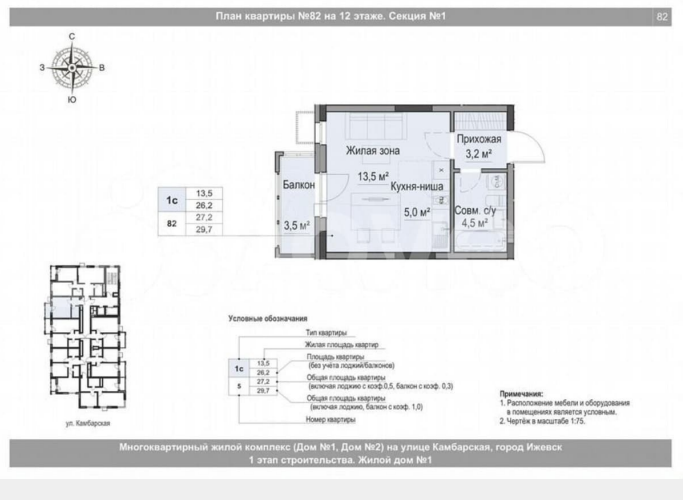 План квартиры №82 на 12 этаже. Секция №1
82
С
З
В
Ю
Прихожая
3,2 м²
Жилая зона
13,5 м²
Балкон
3,5 м²
Кухня-ниша
5,0 м²
Совм. с/у
4,5 м²
1с 13,5
26,2
82 27,2
29,7
ул. Камбарская
Условные обозначания
Тип квартиры
Жилая площадь квартир
Площадь квартиры
(без учёта лоджий/балконов)
Общая площадь квартиры
(включая лоджию с коэф.0,5, балкон с коэф. 0,3)
Общая площадь квартиры
(включая лоджию, балкон с коэф. 1,0)
Номер квартиры
1с 13,5
26,2
5 27,2
29,7
Примечания:
1. Расположение мебели и оборудования
в помещениях является условным.
2. Чертёж в масштабе 1:75.
Многоквартирный жилой комплекс (Дом №1, Дом №2) на улице Камбарская, город Ижевск
1 этап строительства. Жилой дом №1